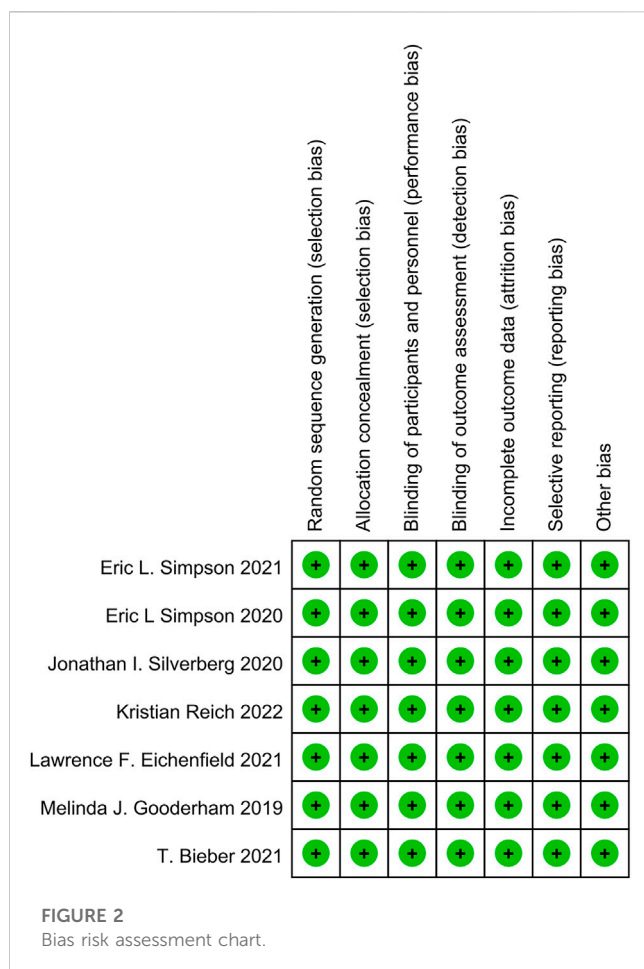 Random sequence generation (selection bias)
Allocation concealment (selection bias)
Blinding of participants and personnel (performance bias)
Blinding of outcome assessment (detection bias)
Incomplete outcome data (attrition bias)
Selective reporting (reporting bias)
Other bias
Eric L. Simpson 2021 + + + + + + +
Eric L Simpson 2020 + + + + + + +
Jonathan I. Silverberg 2020 + + + + + + +
Kristian Reich 2022 + + + + + + +
Lawrence F. Eichenfield 2021 + + + + + + +
Melinda J. Gooderham 2019 + + + + + + +
T. Bieber 2021 + + + + + + +
FIGURE 2
Bias risk assessment chart.